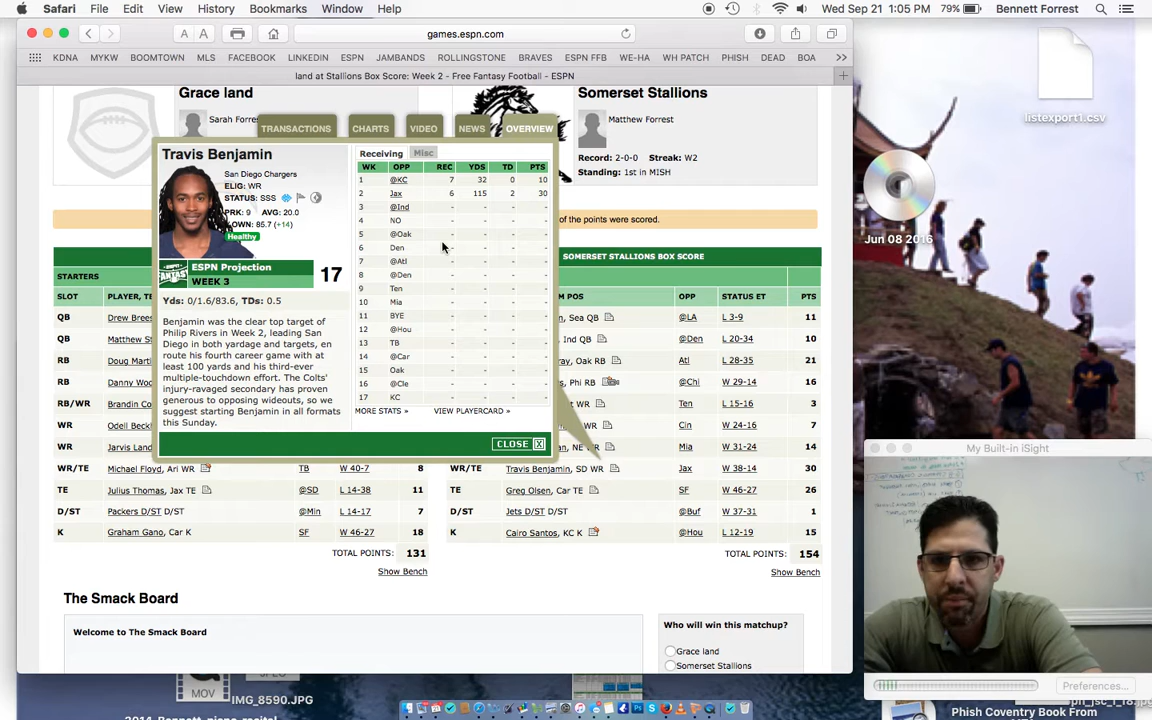 Safari File Edit View History Bookmarks Window Help Wed Sep 21 1:05 PM 79% Bennett Forrest
A A games.espn.com
KDNA MYKW BOOMTOWN MLS FACEBOOK LINKEDIN ESPN JAMBANDS ROLLINGSTONE BRAVES ESPN FFB WE-HA WH PATCH PHISH DEAD BOA >>
land at Stallions Box Score: Week 2 - Free Fantasy Football - ESPN
Grace land
Sarah Forres
Somerset Stallions
Matthew Forrest
Record: 2-0-0 Streak: W2
Standing: 1st in MISH
TRANSACTIONS CHARTS VIDEO NEWS OVERVIEW
Travis Benjamin
San Diego Chargers
ELIG: WR
STATUS: SSS
PRK: 9 AVG: 20.0
OWN: 85.7 (+14)
Healthy
ESPN Projection
WEEK 3
17
Yds: 0/1.6/83.6, TDs: 0.5
Benjamin was the clear top target of
Philip Rivers in Week 2, leading San
Diego in both yardage and targets, en
route his fourth career game with at
least 100 yards and his third-ever
multiple-touchdown effort. The Colts'
injury-ravaged secondary has proven
generous to opposing wideouts, so we
suggest starting Benjamin in all formats
this Sunday.
Receiving Misc
WK OPP REC YDS TD PTS
1 @KC 7 32 0 10
2 Jax 6 115 2 30
3 @Ind - - - -
4 NO - - - -
5 @Oak - - - -
6 Den - - - -
7 @Atl - - - -
8 @Den - - - -
9 Ten - - - -
10 Mia - - - -
11 BYE - - - -
12 @Hou - - - -
13 TB - - - -
14 @Car - - - -
15 Oak - - - -
16 @Cle - - - -
17 KC - - - -
MORE STATS » VIEW PLAYERCARD »
CLOSE X
of the points were scored.
STARTERS
SLOT PLAYER, TE
QB Drew Brees
QB Matthew St
RB Doug Marti
RB Danny Woo
RB/WR Brandin Co
WR Odell Beck
WR Jarvis Land
WR/TE Michael Floyd, Ari WR TB W 40-7 8
TE Julius Thomas, Jax TE @SD L 14-38 11
D/ST Packers D/ST D/ST @Min L 14-17 7
K Graham Gano, Car K SF W 46-27 18
TOTAL POINTS: 131
Show Bench
SOMERSET STALLIONS BOX SCORE
M POS OPP STATUS ET PTS
, Sea QB @LA L 3-9 11
Ind QB @Den L 20-34 10
ay, Oak RB Atl L 28-35 21
s, Phi RB @Chi W 29-14 16
Ten L 15-16 3
Cin W 24-16 7
n, NE WR Mia W 31-24 14
WR/TE Travis Benjamin, SD WR Jax W 38-14 30
TE Greg Olsen, Car TE SF W 46-27 26
D/ST Jets D/ST D/ST @Buf W 37-31 1
K Cairo Santos, KC K @Hou L 12-19 15
TOTAL POINTS: 154
Show Bench
The Smack Board
Welcome to The Smack Board
Who will win this matchup?
Grace land
Somerset Stallions
listexport1.csv
Jun 08 2016
My Built-in iSight
Preferences...
MOV
IMG_8590.JPG
Phish Coventry Book From